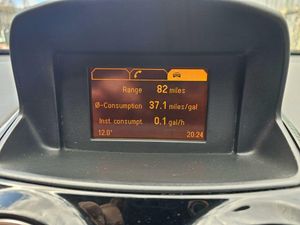 Range 82 miles
Ø-Consumption 37.1 miles/gal
Inst. consumpt. 0.1 gal/h
12.0° 20:24